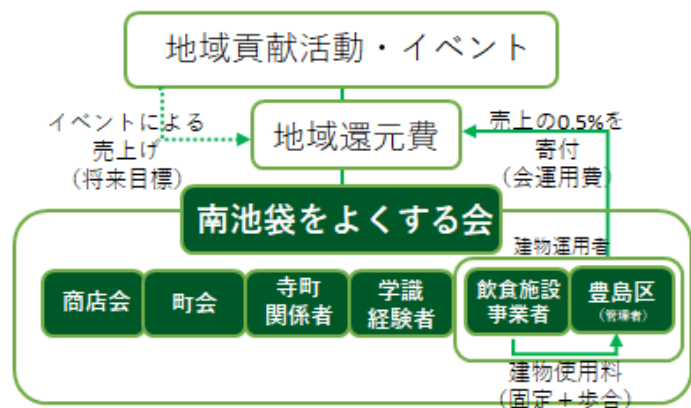 地域貢献活動・イベント
イベントによる
売上げ
(将来目標)
地域還元費
売上の0.5%を
寄付
(会運用費)
南池袋をよくする会
建物運用者
商店会
町会
寺町
関係者
学識
経験者
飲食施設
事業者
豊島区
(管理者)
建物使用料
(固定+歩合)